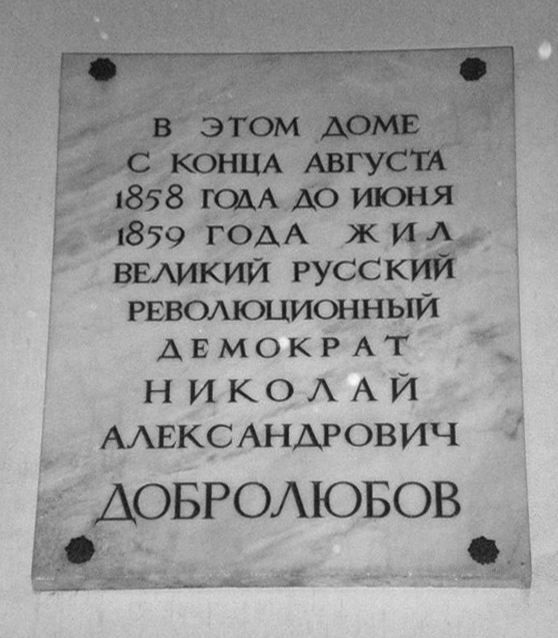 В ЭТОМ ДОМЕ
С КОНЦА АВГУСТА
1858 ГОДА ДО ИЮНЯ
1859 ГОДА ЖИЛ
ВЕЛИКИЙ РУССКИЙ
РЕВОЛЮЦИОННЫЙ
ДЕМОКРАТ
НИКОЛАЙ
АЛЕКСАНДРОВИЧ
ДОБРОЛЮБОВ